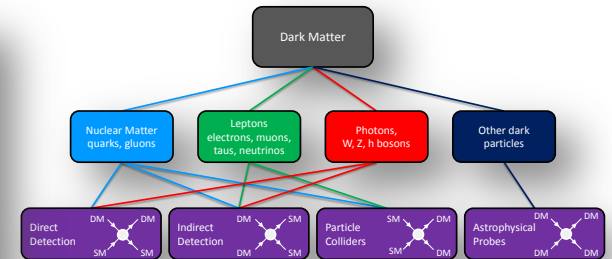 Dark Matter
Nuclear Matter
quarks, gluons
Leptons
electrons, muons,
taus, neutrinos
Photons,
W, Z, h bosons
Other dark
particles
Direct
Detection
DM DM
SM SM
Indirect
Detection
DM SM
DM SM
Particle
Colliders
SM DM
SM DM
Astrophysical
Probes
DM DM
DM DM